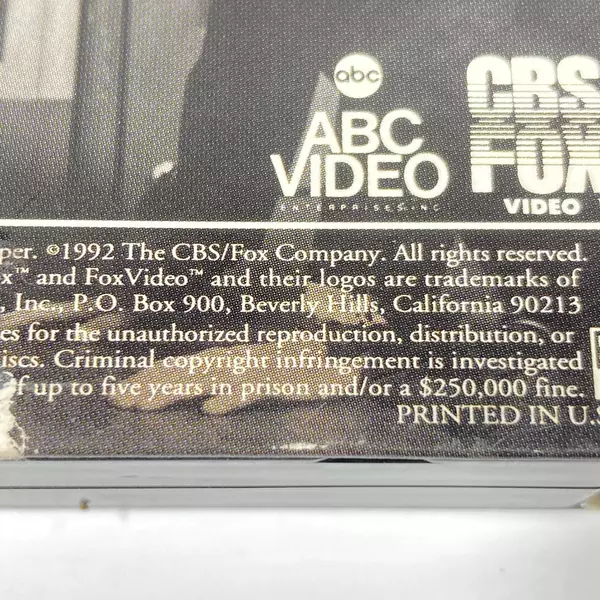 abc
CBS
ABC
FOX
VIDEO
VIDEO
ENTERPRISES, INC
per. ©1992 The CBS/Fox Company. All rights reserved.
x™ and FoxVideo™ and their logos are trademarks of
, Inc., P.O. Box 900, Beverly Hills, California 90213
es for the unauthorized reproduction, distribution, or
iscs. Criminal copyright infringement is investigated
f up to five years in prison and/or a $250,000 fine.
PRINTED IN U.S